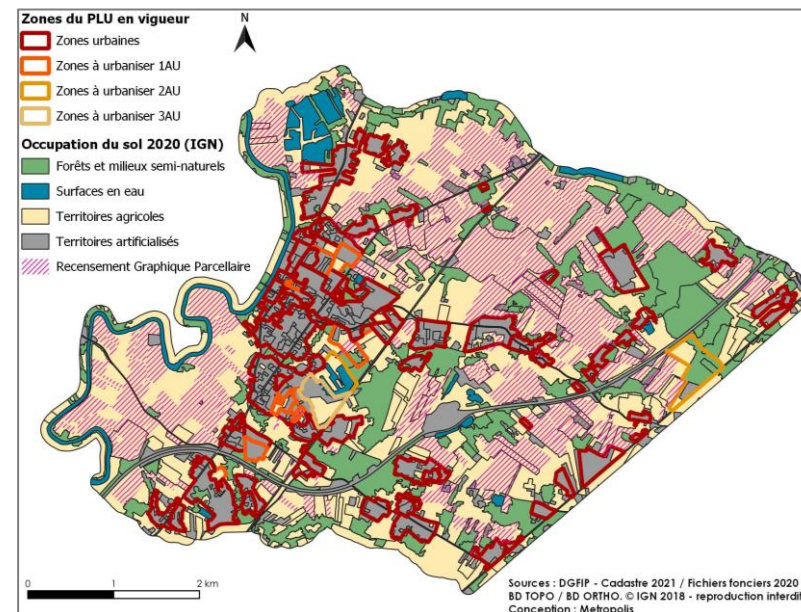 Zones du PLU en vigueur
Zones urbaines
Zones à urbaniser 1AU
Zones à urbaniser 2AU
Zones à urbaniser 3AU
Occupation du sol 2020 (IGN)
Forêts et milieux semi-naturels
Surfaces en eau
Territoires agricoles
Territoires artificialisés
Recensement Graphique Parcellaire
N
0 1 2 km
Sources : DGFIP - Cadastre 2021 / Fichiers fonciers 2020
BD TOPO / BD ORTHO. © IGN 2018 - reproduction interdit
Conception : Metropolis